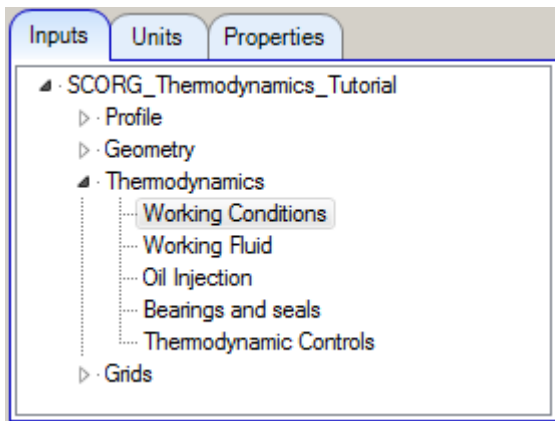 Inputs Units Properties
SCORG_Thermodynamics_Tutorial
Profile
Geometry
Thermodynamics
Working Conditions
Working Fluid
Oil Injection
Bearings and seals
Thermodynamic Controls
Grids